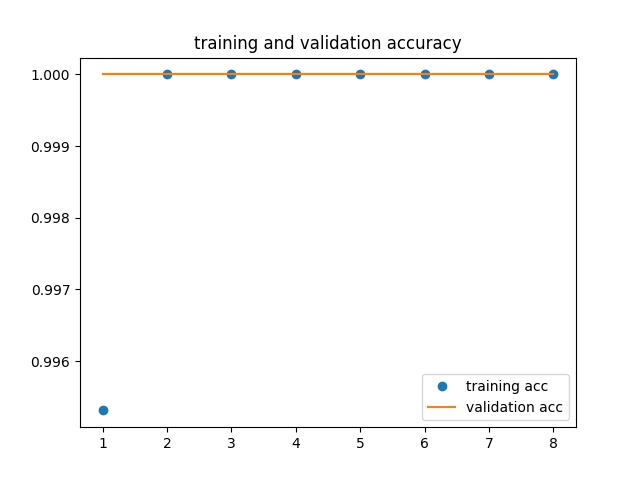 training and validation accuracy
1.000
0.999
0.998
0.997
0.996
training acc
validation acc
1 2 3 4 5 6 7 8